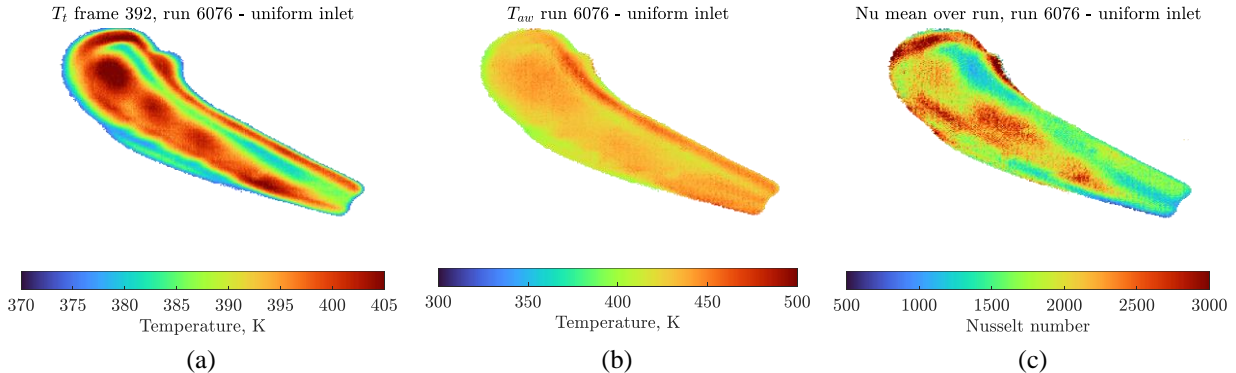 T_t frame 392, run 6076 - uniform inlet
T_aw run 6076 - uniform inlet
Nu mean over run, run 6076 - uniform inlet
370 375 380 385 390 395 400 405
Temperature, K
300 350 400 450 500
Temperature, K
500 1000 1500 2000 2500 3000
Nusselt number
(a)
(b)
(c)